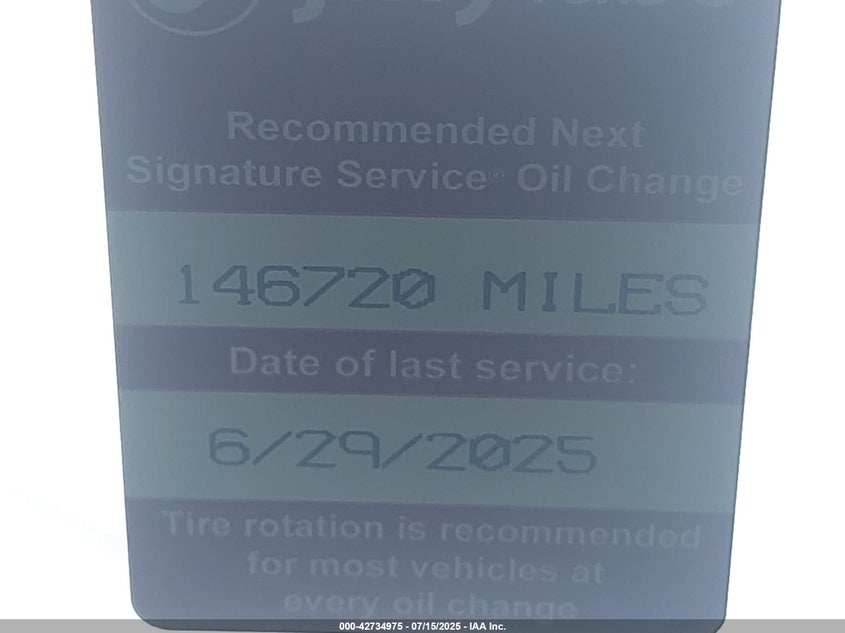 Recommended Next
Signature Service® Oil Change
146720 MILES
Date of last service:
6/29/2025
Tire rotation is recommended
for most vehicles at
every oil change
000-42734975 - 07/15/2025 - IAA Inc.